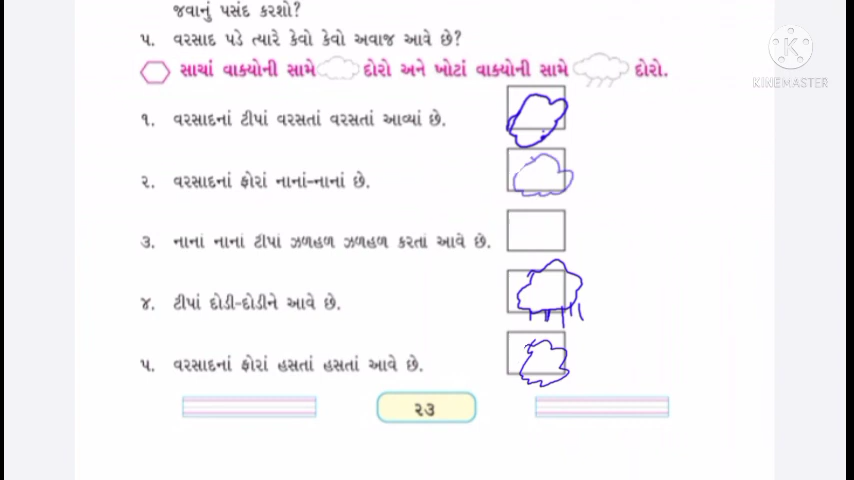 જવાનું પસંદ કરશો?
૫. વરસાદ પડે ત્યારે કેવો કેવો અવાજ આવે છે?
સાચાં વાક્યોની સામે દોરો અને ખોટાં વાક્યોની સામે દોરો.
૧. વરસાદનાં ટીપાં વરસતાં વરસતાં આવ્યાં છે.
૨. વરસાદનાં ફોરાં નાનાં-નાનાં છે.
૩. નાનાં નાનાં ટીપાં ઝળહળ ઝળહળ કરતાં આવે છે.
૪. ટીપાં દોડી-દોડીને આવે છે.
૫. વરસાદનાં ફોરાં હસતાં હસતાં આવે છે.
૨૩
K
KINEMASTER